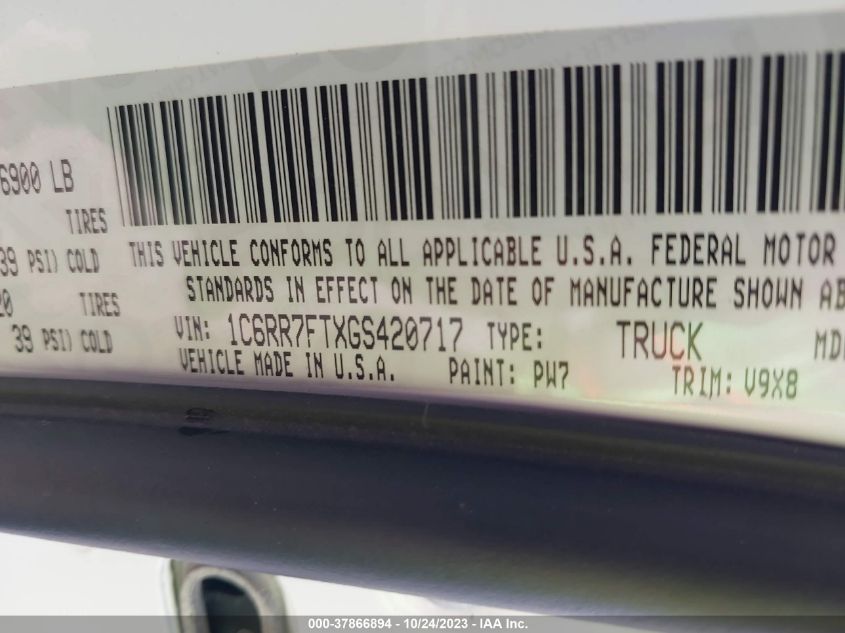 6900 LB
TIRES
39 PSI) COLD
20
TIRES
39 PSI) COLD
THIS VEHICLE CONFORMS TO ALL APPLICABLE U.S.A. FEDERAL MOTOR
STANDARDS IN EFFECT ON THE DATE OF MANUFACTURE SHOWN AB
VIN: 1C6RR7FTXGS420717 TYPE: TRUCK MD
VEHICLE MADE IN U.S.A. PAINT: PW7 TRIM: V9X8
000-37866894 - 10/24/2023 - IAA Inc.